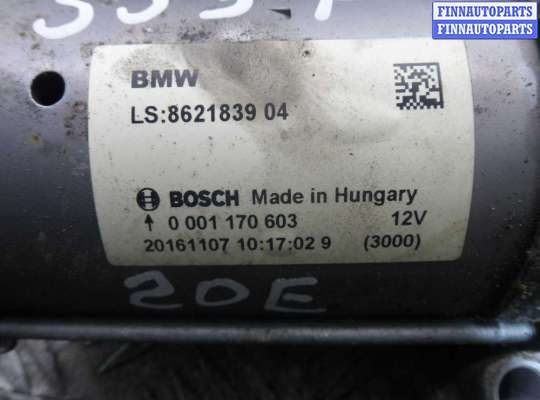 FINNAUTOPARTS
FINNAUTOPARTS
BMW
LS:8621839 04
BOSCH Made in Hungary
↑ 0 001 170 603 12V
20161107 10:17:02 9 (3000)
20E